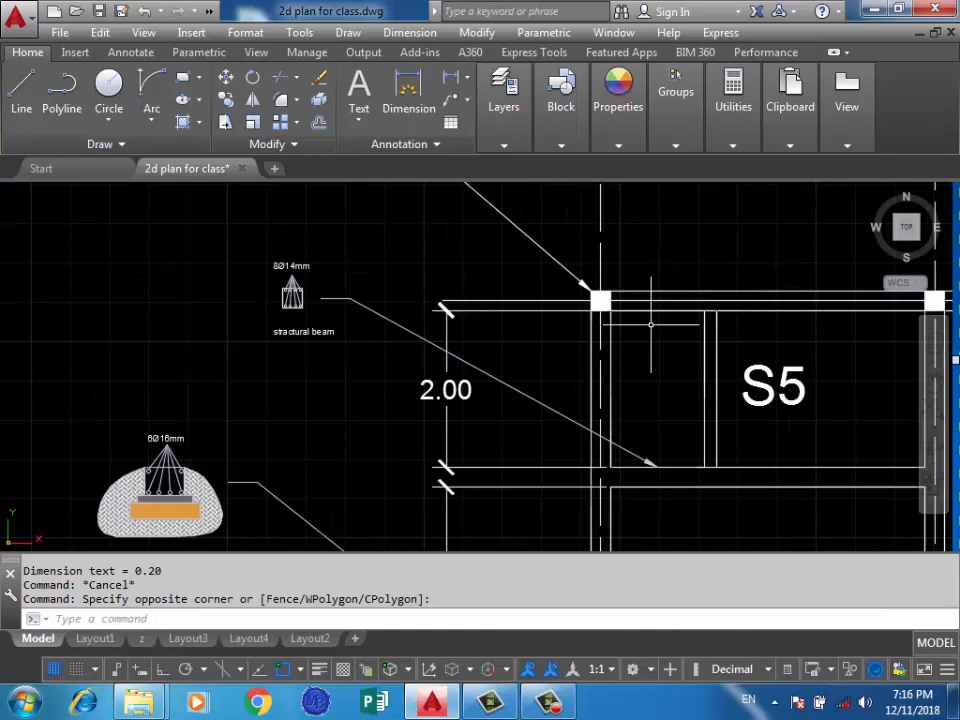 2d plan for class.dwg
Type a keyword or phrase
Sign In
File Edit View Insert Format Tools Draw Dimension Modify Parametric Window Help Express
Home Insert Annotate Parametric View Manage Output Add-ins A360 Express Tools Featured Apps BIM 360 Performance
Line Polyline Circle Arc Text Dimension Layers Block Properties Groups Utilities Clipboard View
Draw Modify Annotation
Start 2d plan for class*
N
W TOP E
S
WCS
8Ø14mm
stractural beam
2.00
S5
6Ø16mm
Y
X
Dimension text = 0.20
Command: *Cancel*
Command: Specify opposite corner or [Fence/WPolygon/CPolygon]:
Type a command
Model Layout1 z Layout3 Layout4 Layout2
MODEL
1:1 Decimal
EN 7:16 PM
12/11/2018